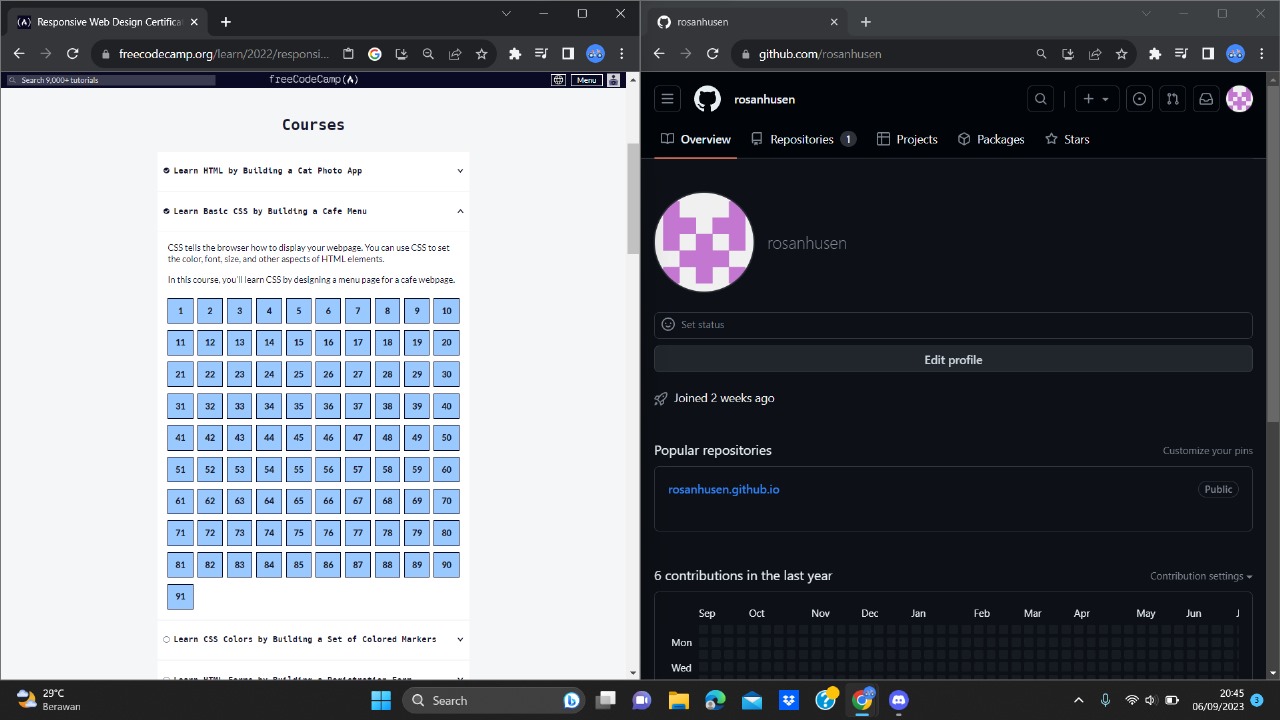 Responsive Web Design Certifica
freecodecamp.org/learn/2022/responsi...
Search 9,000+ tutorials
freeCodeCamp(🔥)
Menu
Courses
Learn HTML by Building a Cat Photo App
Learn Basic CSS by Building a Cafe Menu
CSS tells the browser how to display your webpage. You can use CSS to set
the color, font, size, and other aspects of HTML elements.
In this course, you'll learn CSS by designing a menu page for a cafe webpage.
1 2 3 4 5 6 7 8 9 10
11 12 13 14 15 16 17 18 19 20
21 22 23 24 25 26 27 28 29 30
31 32 33 34 35 36 37 38 39 40
41 42 43 44 45 46 47 48 49 50
51 52 53 54 55 56 57 58 59 60
61 62 63 64 65 66 67 68 69 70
71 72 73 74 75 76 77 78 79 80
81 82 83 84 85 86 87 88 89 90
91
Learn CSS Colors by Building a Set of Colored Markers
Learn HTML Forms by Building a Registration Form
rosanhusen
github.com/rosanhusen
rosanhusen
Overview
Repositories 1
Projects
Packages
Stars
rosanhusen
Set status
Edit profile
Joined 2 weeks ago
Popular repositories
Customize your pins
rosanhusen.github.io
Public
6 contributions in the last year
Contribution settings
Sep Oct Nov Dec Jan Feb Mar Apr May Jun J
Mon
Wed
29°C
Berawan
Search
20:45
06/09/2023
3